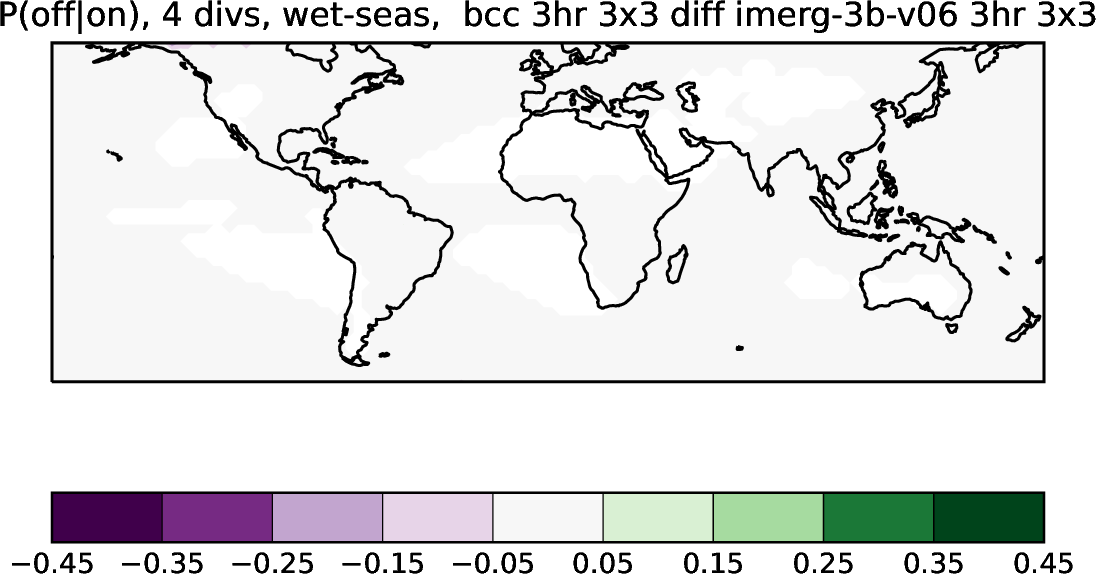 P(off|on), 4 divs, wet-seas,  bcc 3hr 3x3 diff imerg-3b-v06 3hr 3x3
−0.45 −0.35 −0.25 −0.15 −0.05 0.05 0.15 0.25 0.35 0.45